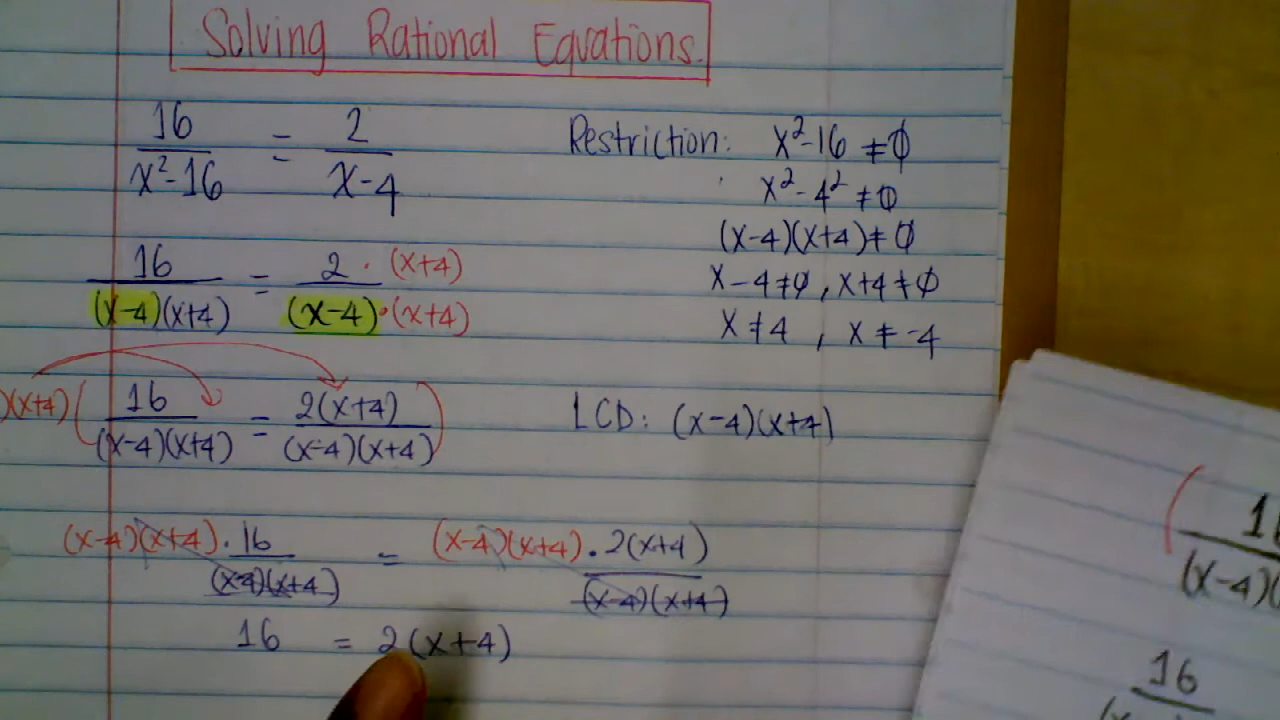 Solving Rational Equations.
16/(x²-16) = 2/(x-4)
Restriction: x²-16 ≠ 0
x²-4² ≠ 0
(x-4)(x+4) ≠ 0
x-4 ≠ 0, x+4 ≠ 0
x ≠ 4, x ≠ -4
16/((x-4)(x+4)) = 2·(x+4)/((x-4)·(x+4))
)(x+4)(16/((x-4)(x+4)) = 2(x+4)/((x-4)(x+4)))
LCD: (x-4)(x+4)
(x-4)(x+4)·16/((x-4)(x+4)) = (x-4)(x+4)·2(x+4)/((x-4)(x+4))
16 = 2(x+4)
16